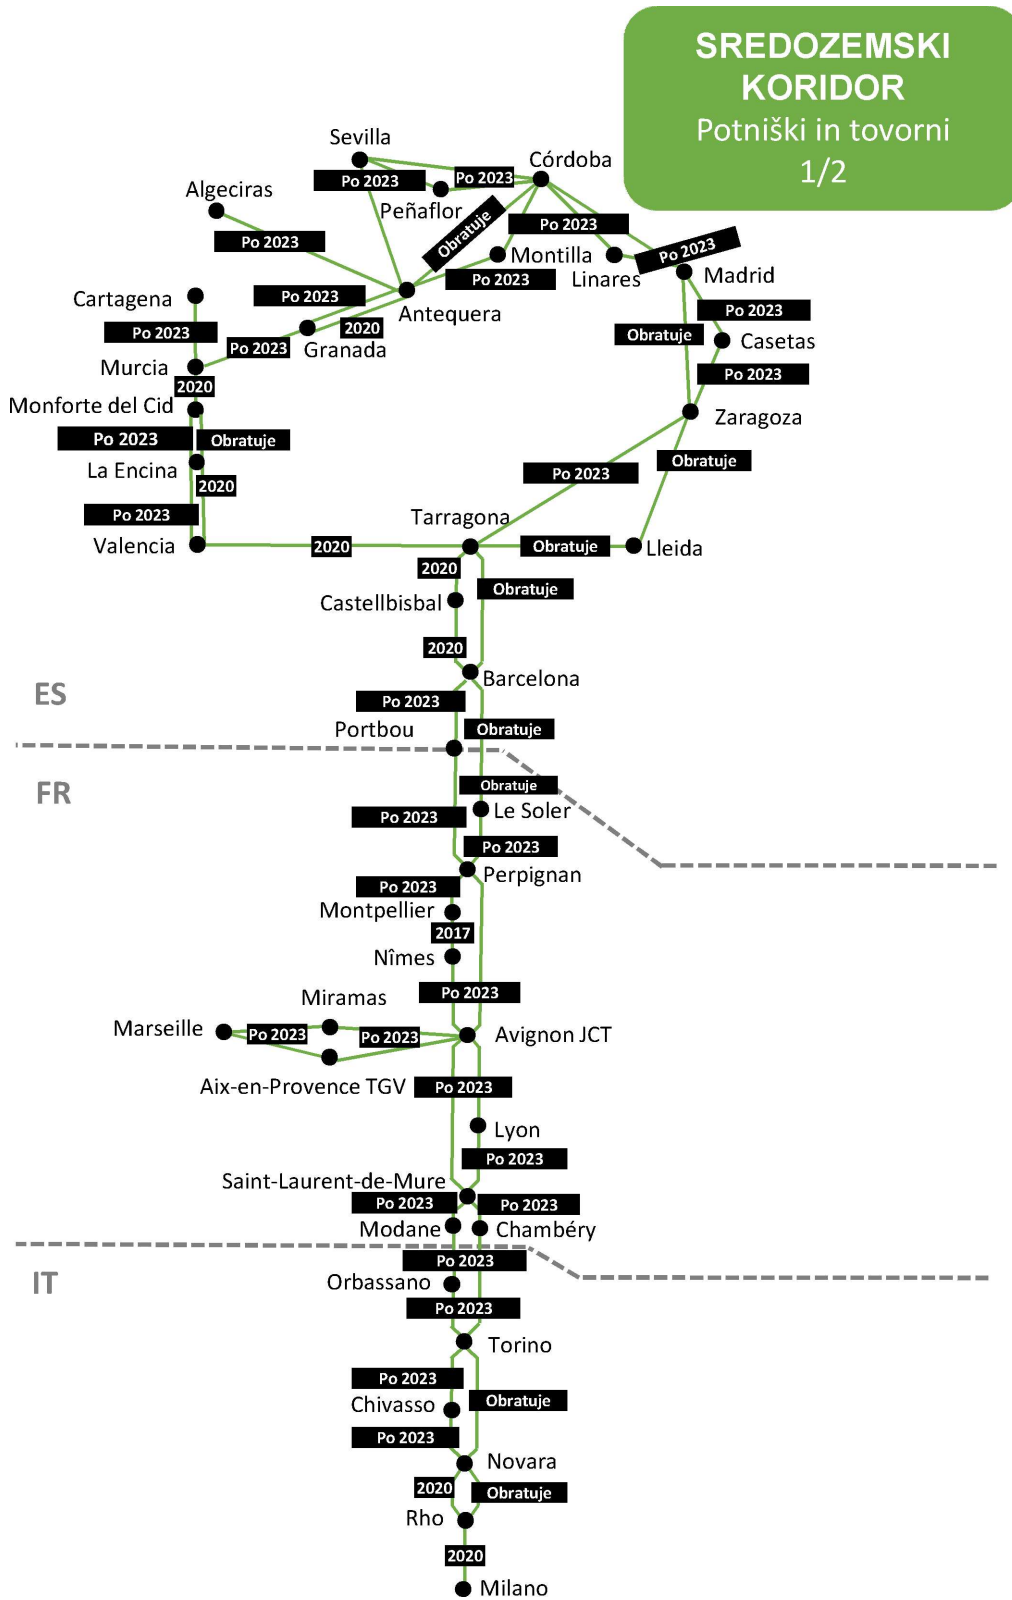 SREDOZEMSKI
KORIDOR
Potniški in tovorni
1/2
Sevilla
Córdoba
Po 2023
Po 2023
Algeciras
Peñaflor
Obratuje
Po 2023
Po 2023
Montilla
Po 2023
Linares
Madrid
Po 2023
Cartagena
Po 2023
Antequera
Po 2023
Po 2023
2020
Obratuje
Casetas
Po 2023
Granada
Murcia
Po 2023
2020
Monforte del Cid
Zaragoza
Po 2023
Obratuje
La Encina
Obratuje
Po 2023
2020
Po 2023
Tarragona
Valencia
2020
Obratuje
Lleida
2020
Obratuje
Castellbisbal
2020
Barcelona
ES
Po 2023
Portbou
Obratuje
FR
Obratuje
Le Soler
Po 2023
Po 2023
Perpignan
Po 2023
Montpellier
2017
Nîmes
Po 2023
Miramas
Marseille
Po 2023
Po 2023
Avignon JCT
Aix-en-Provence TGV
Po 2023
Lyon
Po 2023
Saint-Laurent-de-Mure
Po 2023
Po 2023
Modane
Chambéry
Po 2023
IT
Orbassano
Po 2023
Torino
Po 2023
Chivasso
Obratuje
Po 2023
Novara
2020
Obratuje
Rho
2020
Milano